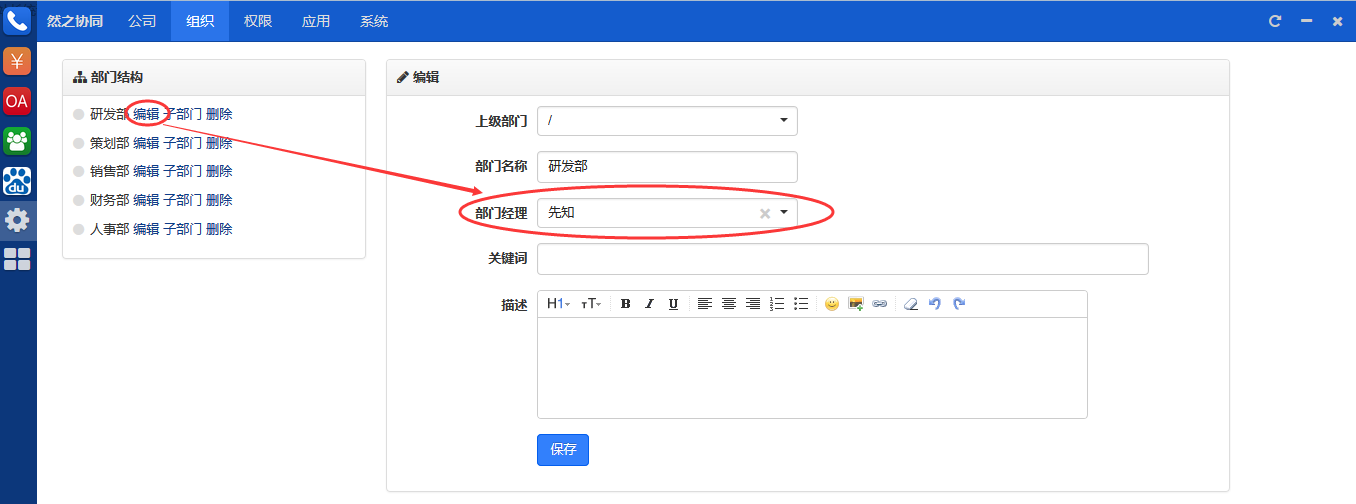 然之协同 公司 组织 权限 应用 系统
¥
OA
du
部门结构
研发部 编辑 子部门 删除
策划部 编辑 子部门 删除
销售部 编辑 子部门 删除
财务部 编辑 子部门 删除
人事部 编辑 子部门 删除
编辑
上级部门 /
部门名称 研发部
部门经理 先知
关键词
描述
H1 TT B I U
保存